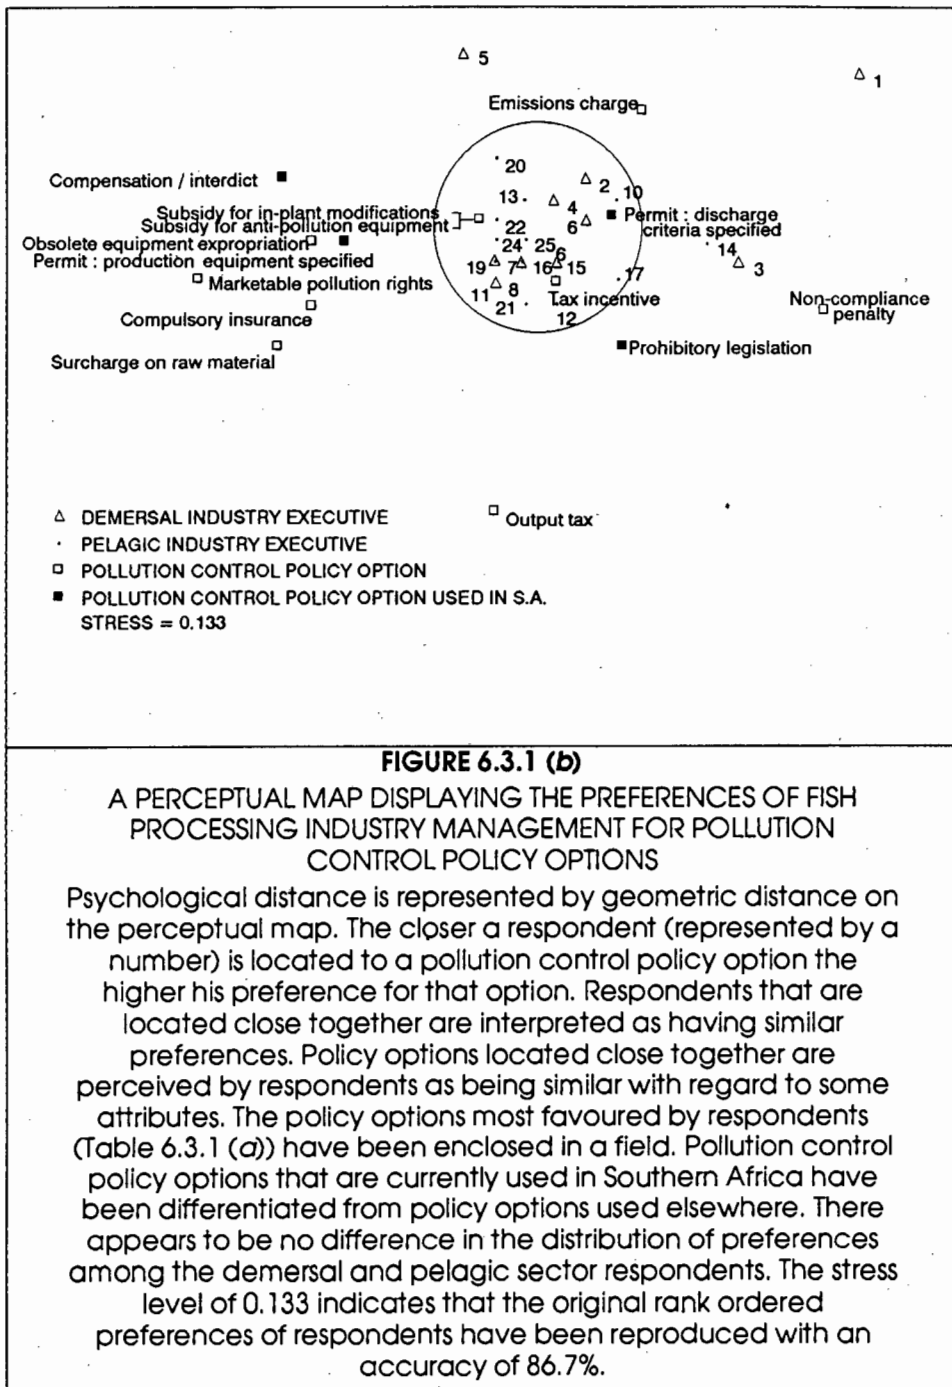 5
1
Emissions charge
20
Compensation / interdict
2
10
13
4
Subsidy for in-plant modifications
Permit : discharge
criteria specified
Subsidy for anti-pollution equipment
22
6
Obsolete equipment expropriation
24
25
14
6
Permit : production equipment specified
19
7
16
15
3
17
Marketable pollution rights
11
8
Tax incentive
Non-compliance
penalty
21
Compulsory insurance
12
Surcharge on raw material
Prohibitory legislation
Output tax
DEMERSAL INDUSTRY EXECUTIVE
PELAGIC INDUSTRY EXECUTIVE
POLLUTION CONTROL POLICY OPTION
POLLUTION CONTROL POLICY OPTION USED IN S.A.
STRESS = 0.133
FIGURE 6.3.1 (b)
A PERCEPTUAL MAP DISPLAYING THE PREFERENCES OF FISH
PROCESSING INDUSTRY MANAGEMENT FOR POLLUTION
CONTROL POLICY OPTIONS
Psychological distance is represented by geometric distance on
the perceptual map. The closer a respondent (represented by a
number) is located to a pollution control policy option the
higher his preference for that option. Respondents that are
located close together are interpreted as having similar
preferences. Policy options located close together are
perceived by respondents as being similar with regard to some
attributes. The policy options most favoured by respondents
(Table 6.3.1 (a)) have been enclosed in a field. Pollution control
policy options that are currently used in Southern Africa have
been differentiated from policy options used elsewhere. There
appears to be no difference in the distribution of preferences
among the demersal and pelagic sector respondents. The stress
level of 0.133 indicates that the original rank ordered
preferences of respondents have been reproduced with an
accuracy of 86.7%.